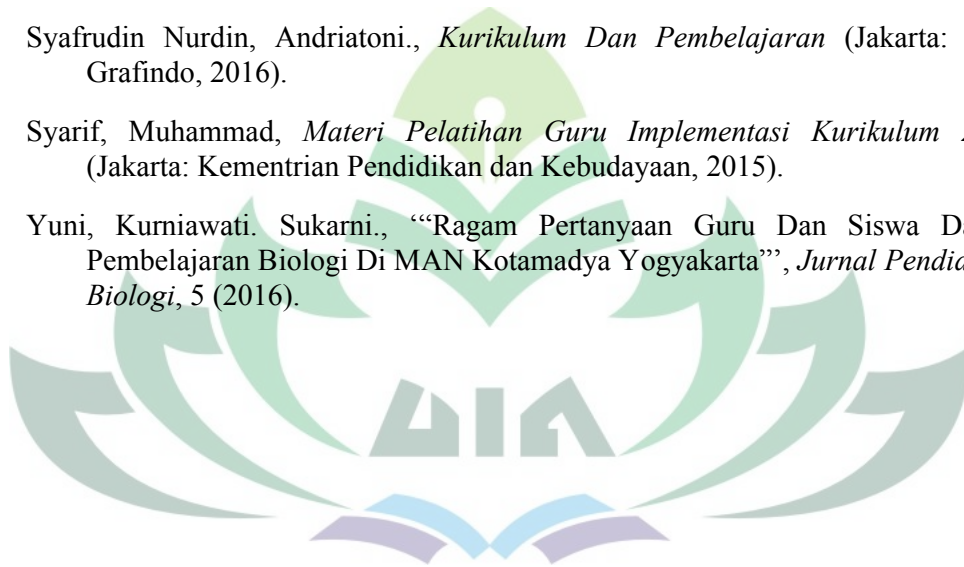 Syafrudin Nurdin, Andriatoni., Kurikulum Dan Pembelajaran (Jakarta:
Grafindo, 2016).
Syarif, Muhammad, Materi Pelatihan Guru Implementasi Kurikulum
(Jakarta: Kementrian Pendidikan dan Kebudayaan, 2015).
Yuni, Kurniawati. Sukarni., ‘“Ragam Pertanyaan Guru Dan Siswa
Pembelajaran Biologi Di MAN Kotamadya Yogyakarta”’, Jurnal
Biologi, 5 (2016).
UIN